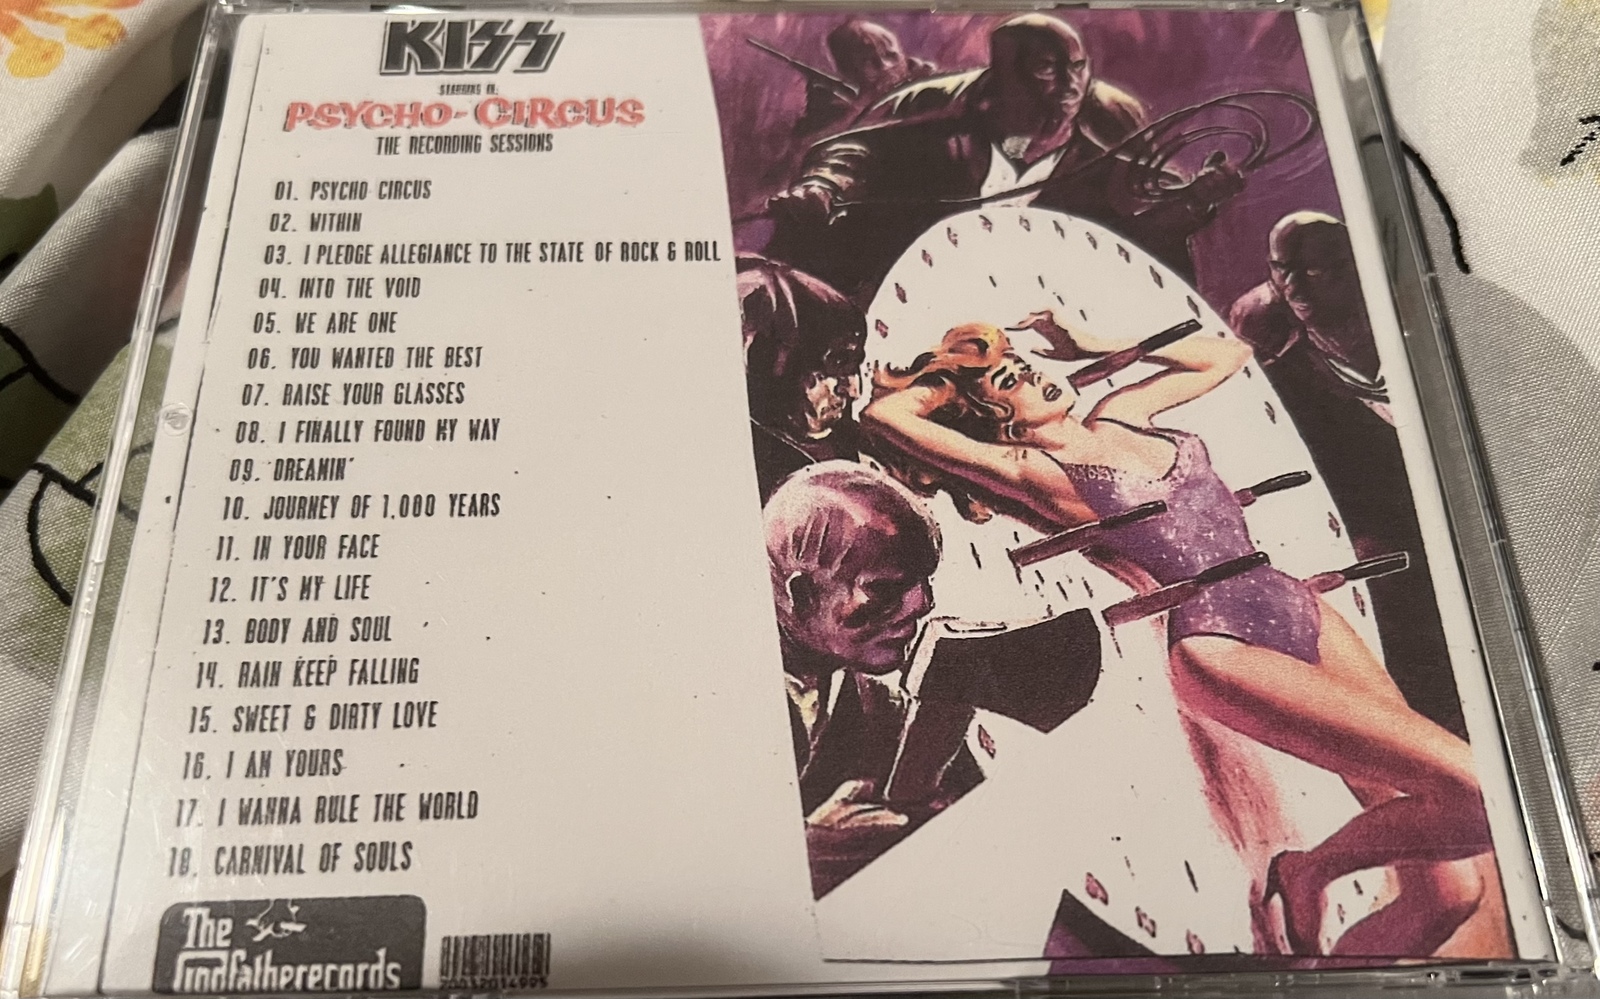 KISS
STARRING IN:
PSYCHO-CIRCUS
THE RECORDING SESSIONS
01. PSYCHO CIRCUS
02. WITHIN
03. I PLEDGE ALLEGIANCE TO THE STATE OF ROCK & ROLL
04. INTO THE VOID
05. WE ARE ONE
06. YOU WANTED THE BEST
07. RAISE YOUR GLASSES
08. I FINALLY FOUND MY WAY
09. 'DREAMIN'
10. JOURNEY OF 1,000 YEARS
11. IN YOUR FACE
12. IT'S MY LIFE
13. BODY AND SOUL
14. RAIN KEEP FALLING
15. SWEET & DIRTY LOVE
16. I AM YOURS
17. I WANNA RULE THE WORLD
18. CARNIVAL OF SOULS
The
Godfatherecords